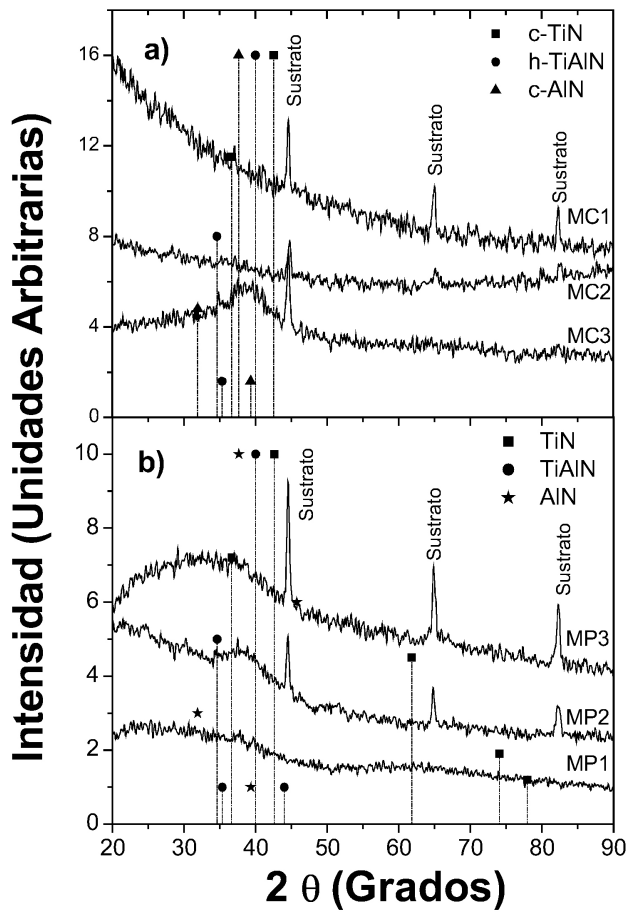 Intensidad (Unidades Arbitrarias)
a)
c-TiN
h-TiAlN
c-AlN
16
12
8
4
0
Sustrato
Sustrato
Sustrato
MC1
MC2
MC3
b)
TiN
TiAlN
AlN
10
8
6
4
2
0
Sustrato
Sustrato
Sustrato
MP3
MP2
MP1
20 30 40 50 60 70 80 90
2 θ (Grados)